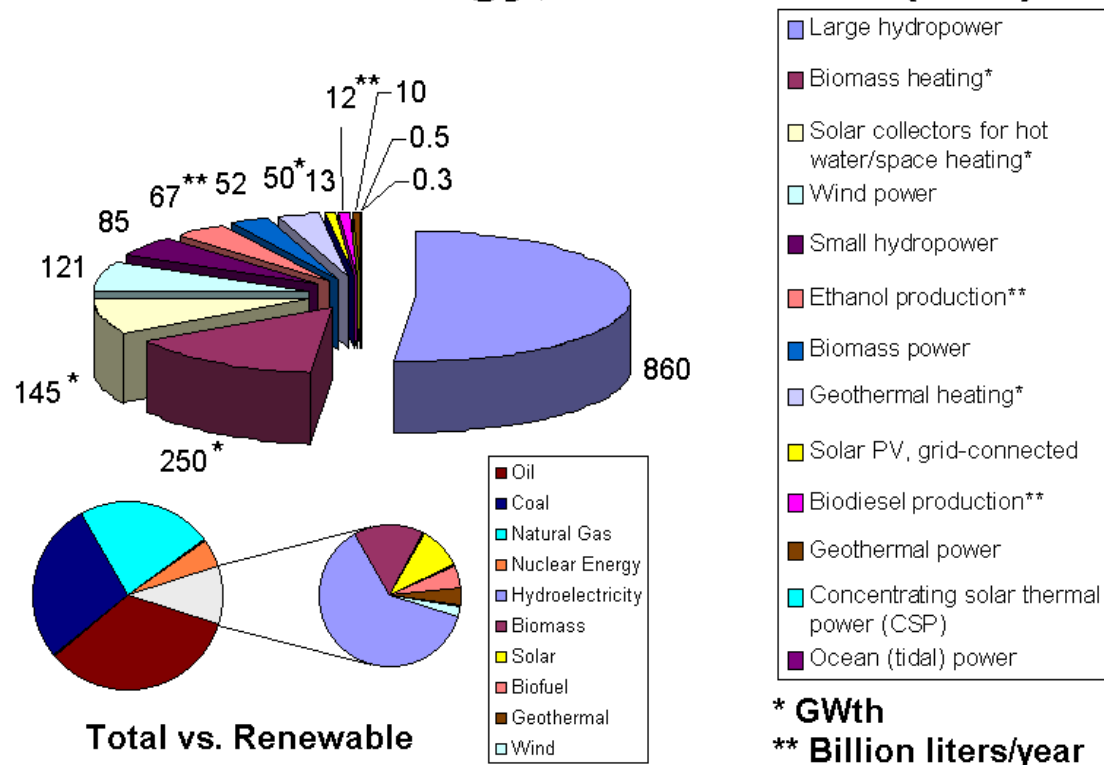 12**
10
0.5
0.3
50*
13
67**
52
85
121
145*
250*
860
Large hydropower
Biomass heating*
Solar collectors for hot
water/space heating*
Wind power
Small hydropower
Ethanol production**
Biomass power
Geothermal heating*
Solar PV, grid-connected
Biodiesel production**
Geothermal power
Concentrating solar thermal
power (CSP)
Ocean (tidal) power
* GWth
** Billion liters/year
Oil
Coal
Natural Gas
Nuclear Energy
Hydroelectricity
Biomass
Solar
Biofuel
Geothermal
Wind
Total vs. Renewable